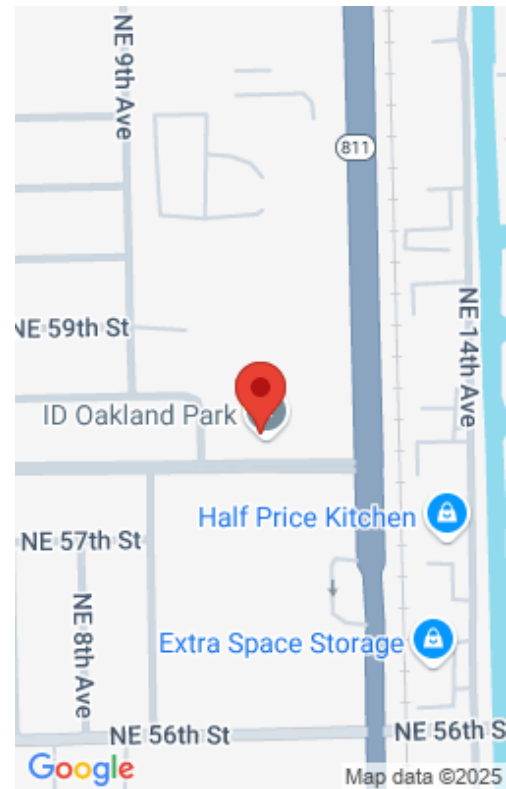 NE 9th Ave
811
NE 59th St
NE 14th Ave
ID Oakland Park
Half Price Kitchen
NE 57th St
NE 8th Ave
Extra Space Storage
NE 56th St
NE 56th S
Google
Map data ©2025